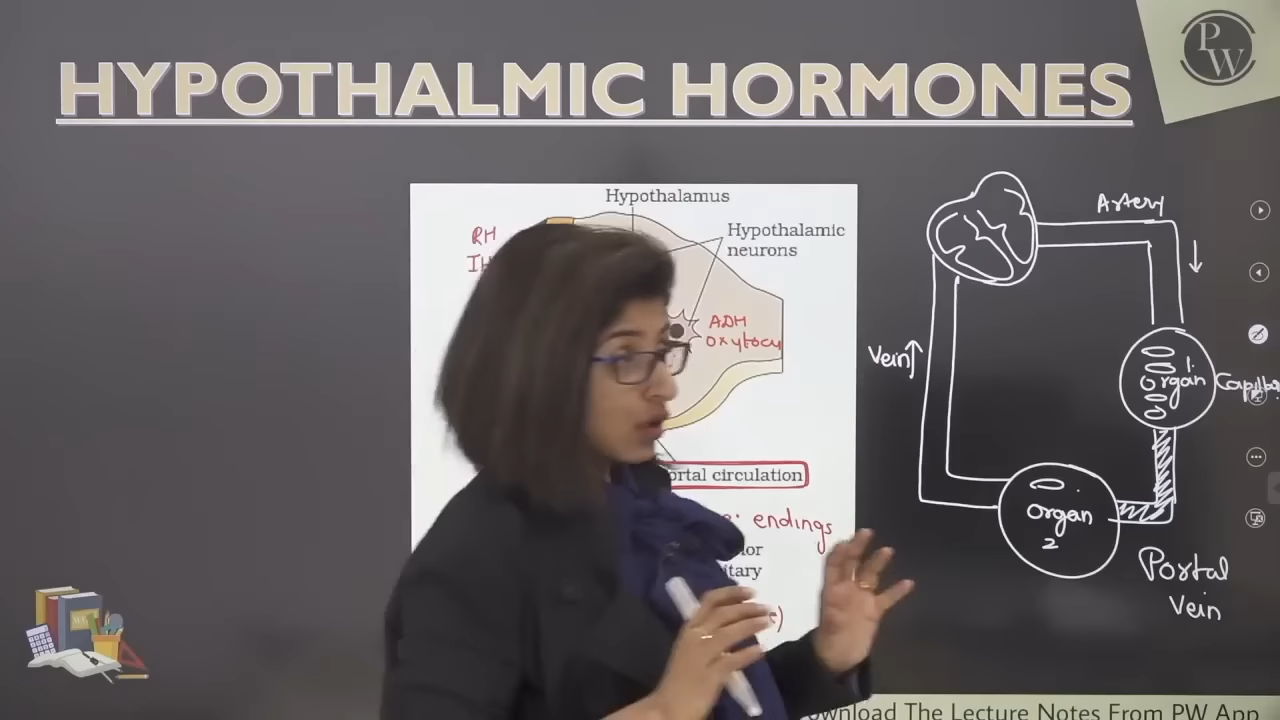 HYPOTHALMIC HORMONES
PW
Hypothalamus
Hypothalamic
neurons
RH
IH
ADH
ortal circulation
endings
Artery
Vein
Organ
1
Organ
2
Portal
Vein
ownload The Lecture Notes From PW App